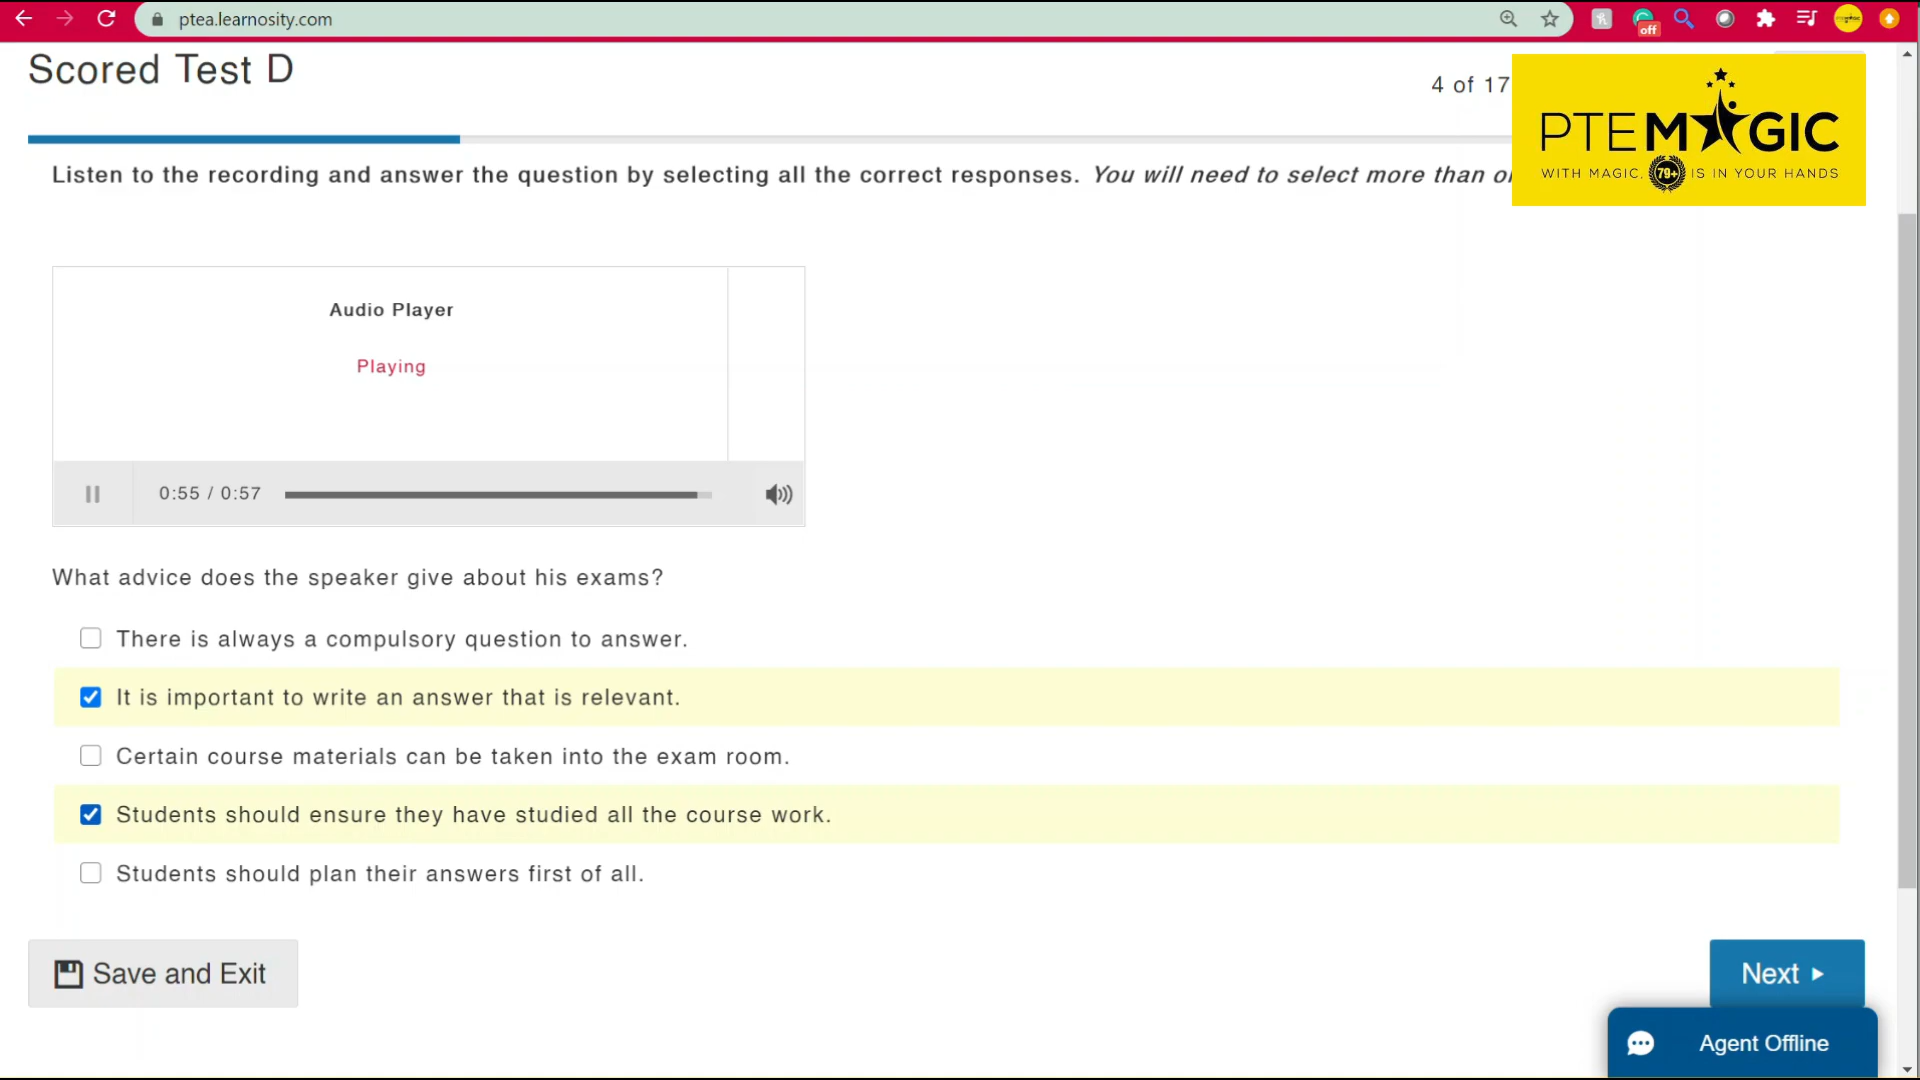 ptea.learnosity.com
off
Scored Test D
4 of 17
PTEMAGIC
WITH MAGIC, 79+ IS IN YOUR HANDS
Listen to the recording and answer the question by selecting all the correct responses. You will need to select more than
Audio Player
Playing
0:55 / 0:57
What advice does the speaker give about his exams?
There is always a compulsory question to answer.
It is important to write an answer that is relevant.
Certain course materials can be taken into the exam room.
Students should ensure they have studied all the course work.
Students should plan their answers first of all.
Save and Exit
Next
Agent Offline